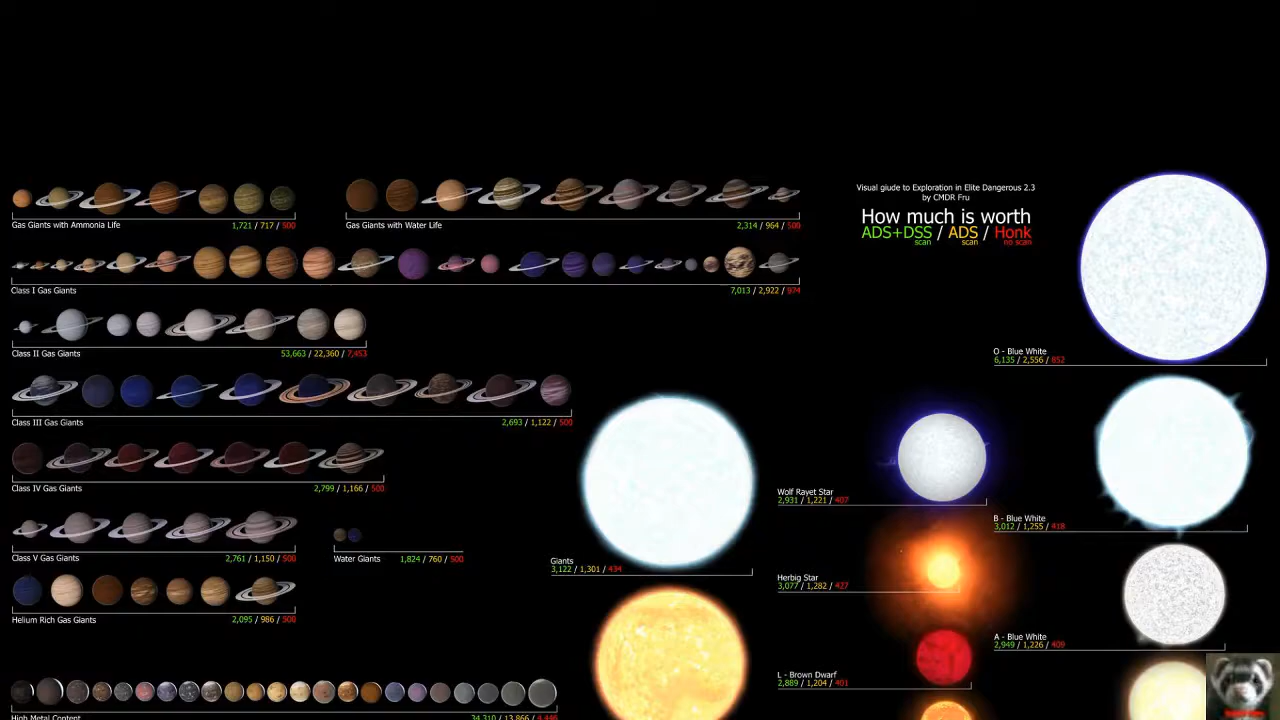 Visual giude to Exploration in Elite Dangerous 2.3
by CMDR Fru
How much is worth
ADS+DSS / ADS / Honk
scan scan no scan
Gas Giants with Ammonia Life 1,721 / 717 / 500
Gas Giants with Water Life 2,314 / 964 / 500
Class I Gas Giants 7,013 / 2,922 / 974
Class II Gas Giants 53,663 / 22,360 / 7,453
Class III Gas Giants 2,693 / 1,122 / 500
Class IV Gas Giants 2,799 / 1,166 / 500
Class V Gas Giants 2,761 / 1,150 / 500
Water Giants 1,824 / 760 / 500
Helium Rich Gas Giants 2,095 / 986 / 500
High Metal Content 34,310 / 13,866 / 4,446
Giants
3,122 / 1,301 / 434
Wolf Rayet Star
2,931 / 1,221 / 407
Herbig Star
3,077 / 1,282 / 427
L - Brown Dwarf
2,889 / 1,204 / 401
O - Blue White
6,135 / 2,556 / 852
B - Blue White
3,012 / 1,255 / 418
A - Blue White
2,949 / 1,226 / 409